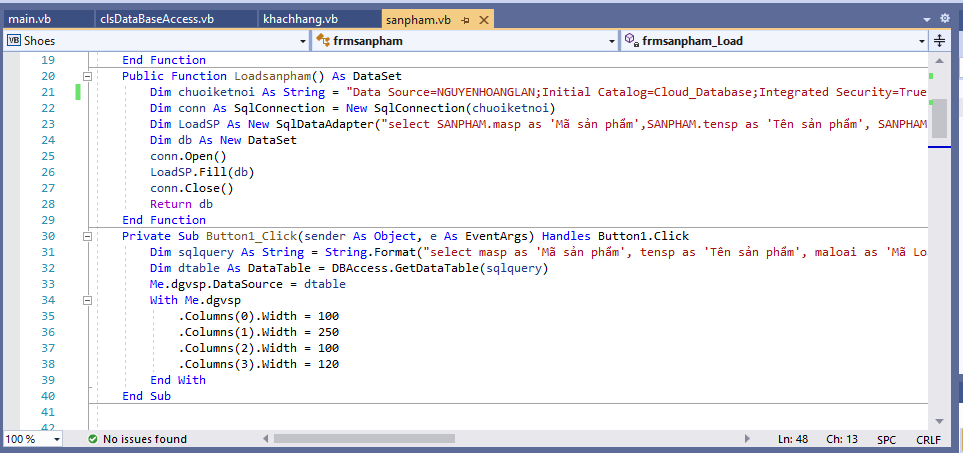 main.vb clsDataBaseAccess.vb khachhang.vb sanpham.vb
VB Shoes frmsanpham frmsanpham_Load
19 End Function
20 Public Function Loadsanpham() As DataSet
21 Dim chuoiketnoi As String = "Data Source=NGUYENHOANGLAN;Initial Catalog=Cloud_Database;Integrated Security=True
22 Dim conn As SqlConnection = New SqlConnection(chuoiketnoi)
23 Dim LoadSP As New SqlDataAdapter("select SANPHAM.masp as 'Mã sản phẩm',SANPHAM.tensp as 'Tên sản phẩm', SANPHAM
24 Dim db As New DataSet
25 conn.Open()
26 LoadSP.Fill(db)
27 conn.Close()
28 Return db
29 End Function
30 Private Sub Button1_Click(sender As Object, e As EventArgs) Handles Button1.Click
31 Dim sqlquery As String = String.Format("select masp as 'Mã sản phẩm', tensp as 'Tên sản phẩm', maloai as 'Mã Lo
32 Dim dtable As DataTable = DBAccess.GetDataTable(sqlquery)
33 Me.dgvsp.DataSource = dtable
34 With Me.dgvsp
35 .Columns(0).Width = 100
36 .Columns(1).Width = 250
37 .Columns(2).Width = 100
38 .Columns(3).Width = 120
39 End With
40 End Sub
41
42
100 % No issues found Ln: 48 Ch: 13 SPC CRLF